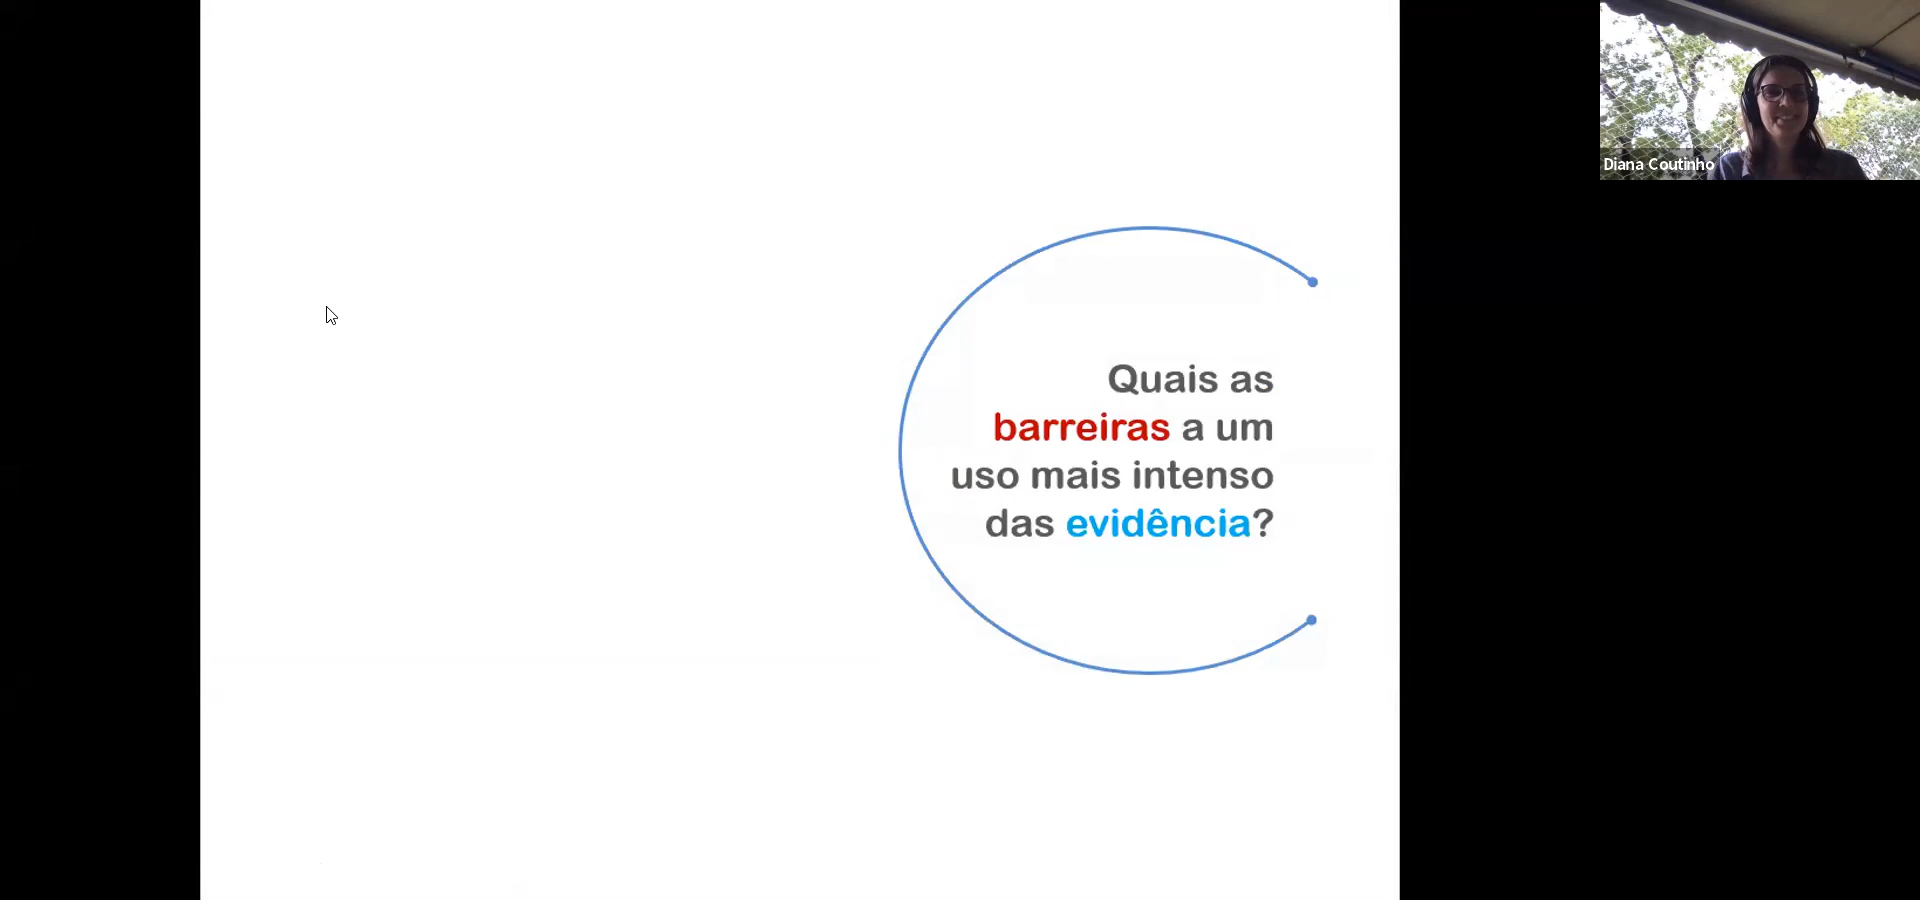 Quais as
barreiras a um
uso mais intenso
das evidência?
Diana Coutinho